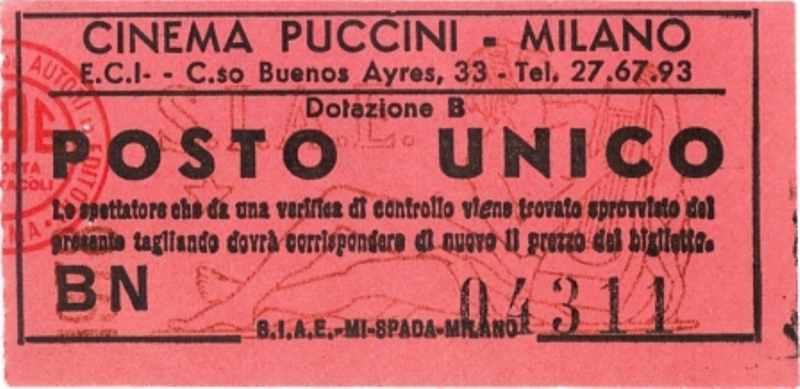 CINEMA PUCCINI - MILANO
E.C.I- - C.so Buenos Ayres, 33 - Tel. 27.67.93
S.I.A.E.
Dotazione B
POSTO UNICO
Lo spettatore che da una verifica di controllo viene trovato sprovvisto del
presente tagliando dovrà corrispondere di nuovo il prezzo del biglietto.
BN
04311
S.I.A.E.-MI-SPADA-MILANO
AUTORI
EDITO